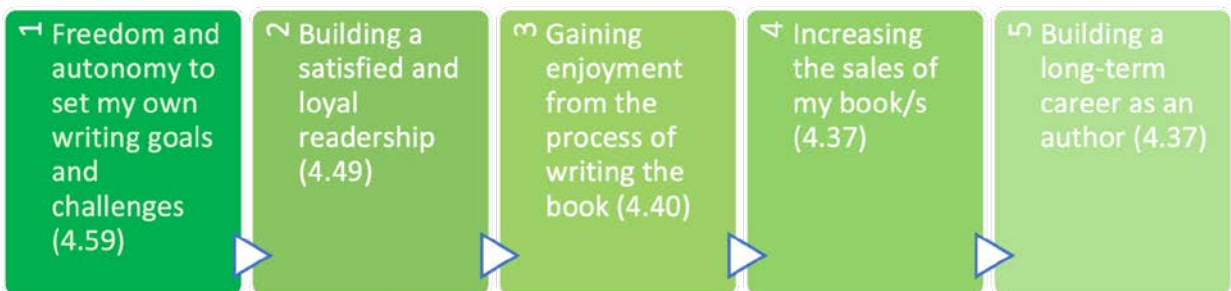 1 Freedom and
autonomy to
set my own
writing goals
and
challenges
(4.59)
2 Building a
satisfied and
loyal
readership
(4.49)
3 Gaining
enjoyment
from the
process of
writing the
book (4.40)
4 Increasing
the sales of
my book/s
(4.37)
5 Building a
long-term
career as an
author (4.37)